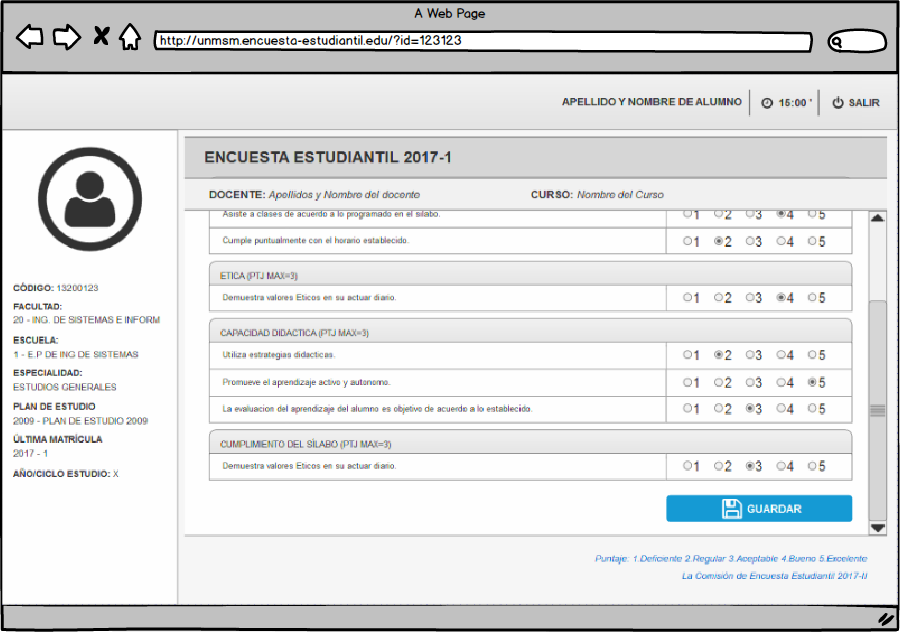 A Web Page
http://unmsm.encuesta-estudiantil.edu/?id=123123
APELLIDO Y NOMBRE DE ALUMNO
15:00 '
SALIR
CÓDIGO: 13200123
FACULTAD:
20 - ING. DE SISTEMAS E INFORM
ESCUELA:
1 - E.P DE ING DE SISTEMAS
ESPECIALIDAD:
ESTUDIOS GENERALES
PLAN DE ESTUDIO
2009 - PLAN DE ESTUDIO 2009
ÚLTIMA MATRÍCULA
2017 - 1
AÑO/CICLO ESTUDIO: X
ENCUESTA ESTUDIANTIL 2017-1
DOCENTE: Apellidos y Nombre del docente CURSO: Nombre del Curso
Asiste a clases de acuerdo a lo programado en el silabo. 1 2 3 4 5
Cumple puntualmente con el horario establecido. 1 2 3 4 5
ETICA (PTJ MAX=3)
Demuestra valores Eticos en su actuar diario. 1 2 3 4 5
CAPACIDAD DIDACTICA (PTJ MAX=3)
Utiliza estrategias didacticas. 1 2 3 4 5
Promueve el aprendizaje activo y autonomo. 1 2 3 4 5
La evaluacion del aprendizaje del alumno es objetivo de acuerdo a lo establecido. 1 2 3 4 5
CUMPLIMIENTO DEL SÍLABO (PTJ MAX=3)
Demuestra valores Eticos en su actuar diario. 1 2 3 4 5
GUARDAR
Puntaje: 1.Deficiente 2.Regular 3.Aceptable 4.Bueno 5.Excelente
La Comisión de Encuesta Estudiantil 2017-II